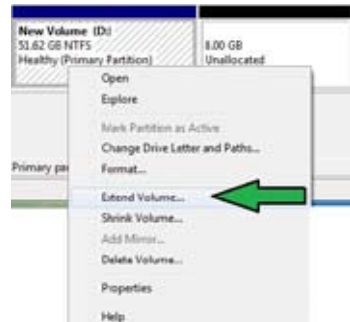 New Volume (D:)
51.62 GB NTFS
Healthy (Primary Partition)
8.00 GB
Unallocated
Open
Explore
Mark Partition as Active
Change Drive Letter and Paths...
Format...
Primary par
Extend Volume...
Shrink Volume...
Add Mirror...
Delete Volume...
Properties
Help